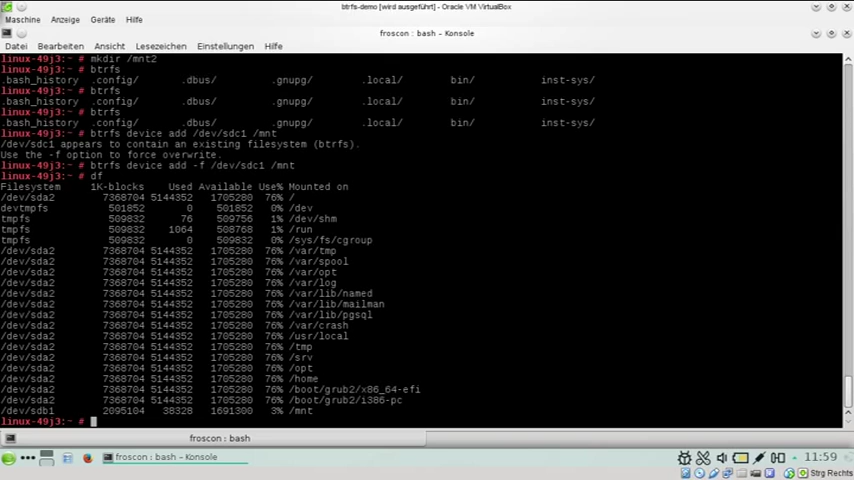 btrfs-demo [wird ausgeführt] - Oracle VM VirtualBox
Maschine Anzeige Geräte Hilfe
froscon : bash - Konsole
Datei Bearbeiten Ansicht Lesezeichen Einstellungen Hilfe
linux-49j3:~ # mkdir /mnt2
linux-49j3:~ # btrfs
.bash_history .config/ .dbus/ .gnupg/ .local/ bin/ inst-sys/
linux-49j3:~ # btrfs
.bash_history .config/ .dbus/ .gnupg/ .local/ bin/ inst-sys/
linux-49j3:~ # btrfs
.bash_history .config/ .dbus/ .gnupg/ .local/ bin/ inst-sys/
linux-49j3:~ # btrfs device add /dev/sdc1 /mnt
/dev/sdc1 appears to contain an existing filesystem (btrfs).
Use the -f option to force overwrite.
linux-49j3:~ # btrfs device add -f /dev/sdc1 /mnt
linux-49j3:~ # df
Filesystem 1K-blocks Used Available Use% Mounted on
/dev/sda2 7368704 5144352 1705280 76% /
devtmpfs 501852 0 501852 0% /dev
tmpfs 509832 76 509756 1% /dev/shm
tmpfs 509832 1064 508768 1% /run
tmpfs 509832 0 509832 0% /sys/fs/cgroup
/dev/sda2 7368704 5144352 1705280 76% /var/tmp
/dev/sda2 7368704 5144352 1705280 76% /var/spool
/dev/sda2 7368704 5144352 1705280 76% /var/opt
/dev/sda2 7368704 5144352 1705280 76% /var/log
/dev/sda2 7368704 5144352 1705280 76% /var/lib/named
/dev/sda2 7368704 5144352 1705280 76% /var/lib/mailman
/dev/sda2 7368704 5144352 1705280 76% /var/lib/pgsql
/dev/sda2 7368704 5144352 1705280 76% /var/crash
/dev/sda2 7368704 5144352 1705280 76% /usr/local
/dev/sda2 7368704 5144352 1705280 76% /tmp
/dev/sda2 7368704 5144352 1705280 76% /srv
/dev/sda2 7368704 5144352 1705280 76% /opt
/dev/sda2 7368704 5144352 1705280 76% /home
/dev/sda2 7368704 5144352 1705280 76% /boot/grub2/x86_64-efi
/dev/sda2 7368704 5144352 1705280 76% /boot/grub2/i386-pc
/dev/sdb1 2095104 38328 1691300 3% /mnt
linux-49j3:~ #
froscon : bash
froscon : bash - Konsole
11:59
Strg Rechts